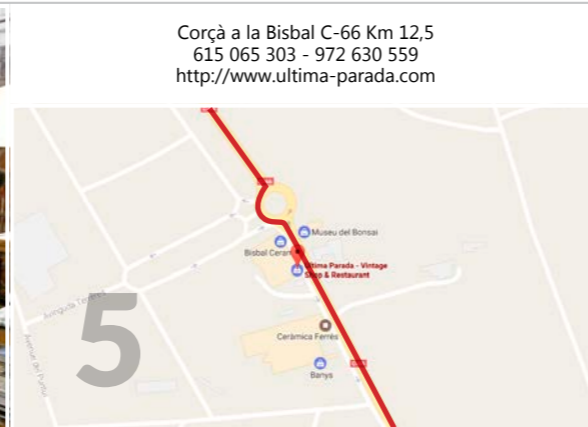 Corçà a la Bisbal C-66 Km 12,5
615 065 303 - 972 630 559
http://www.ultima-parada.com
Museu del Bonsai
Bisbal Ceram
Ultima Parada - Vintage
Shop & Restaurant
Avinguda
5
Ceràmica Ferrés
Banys